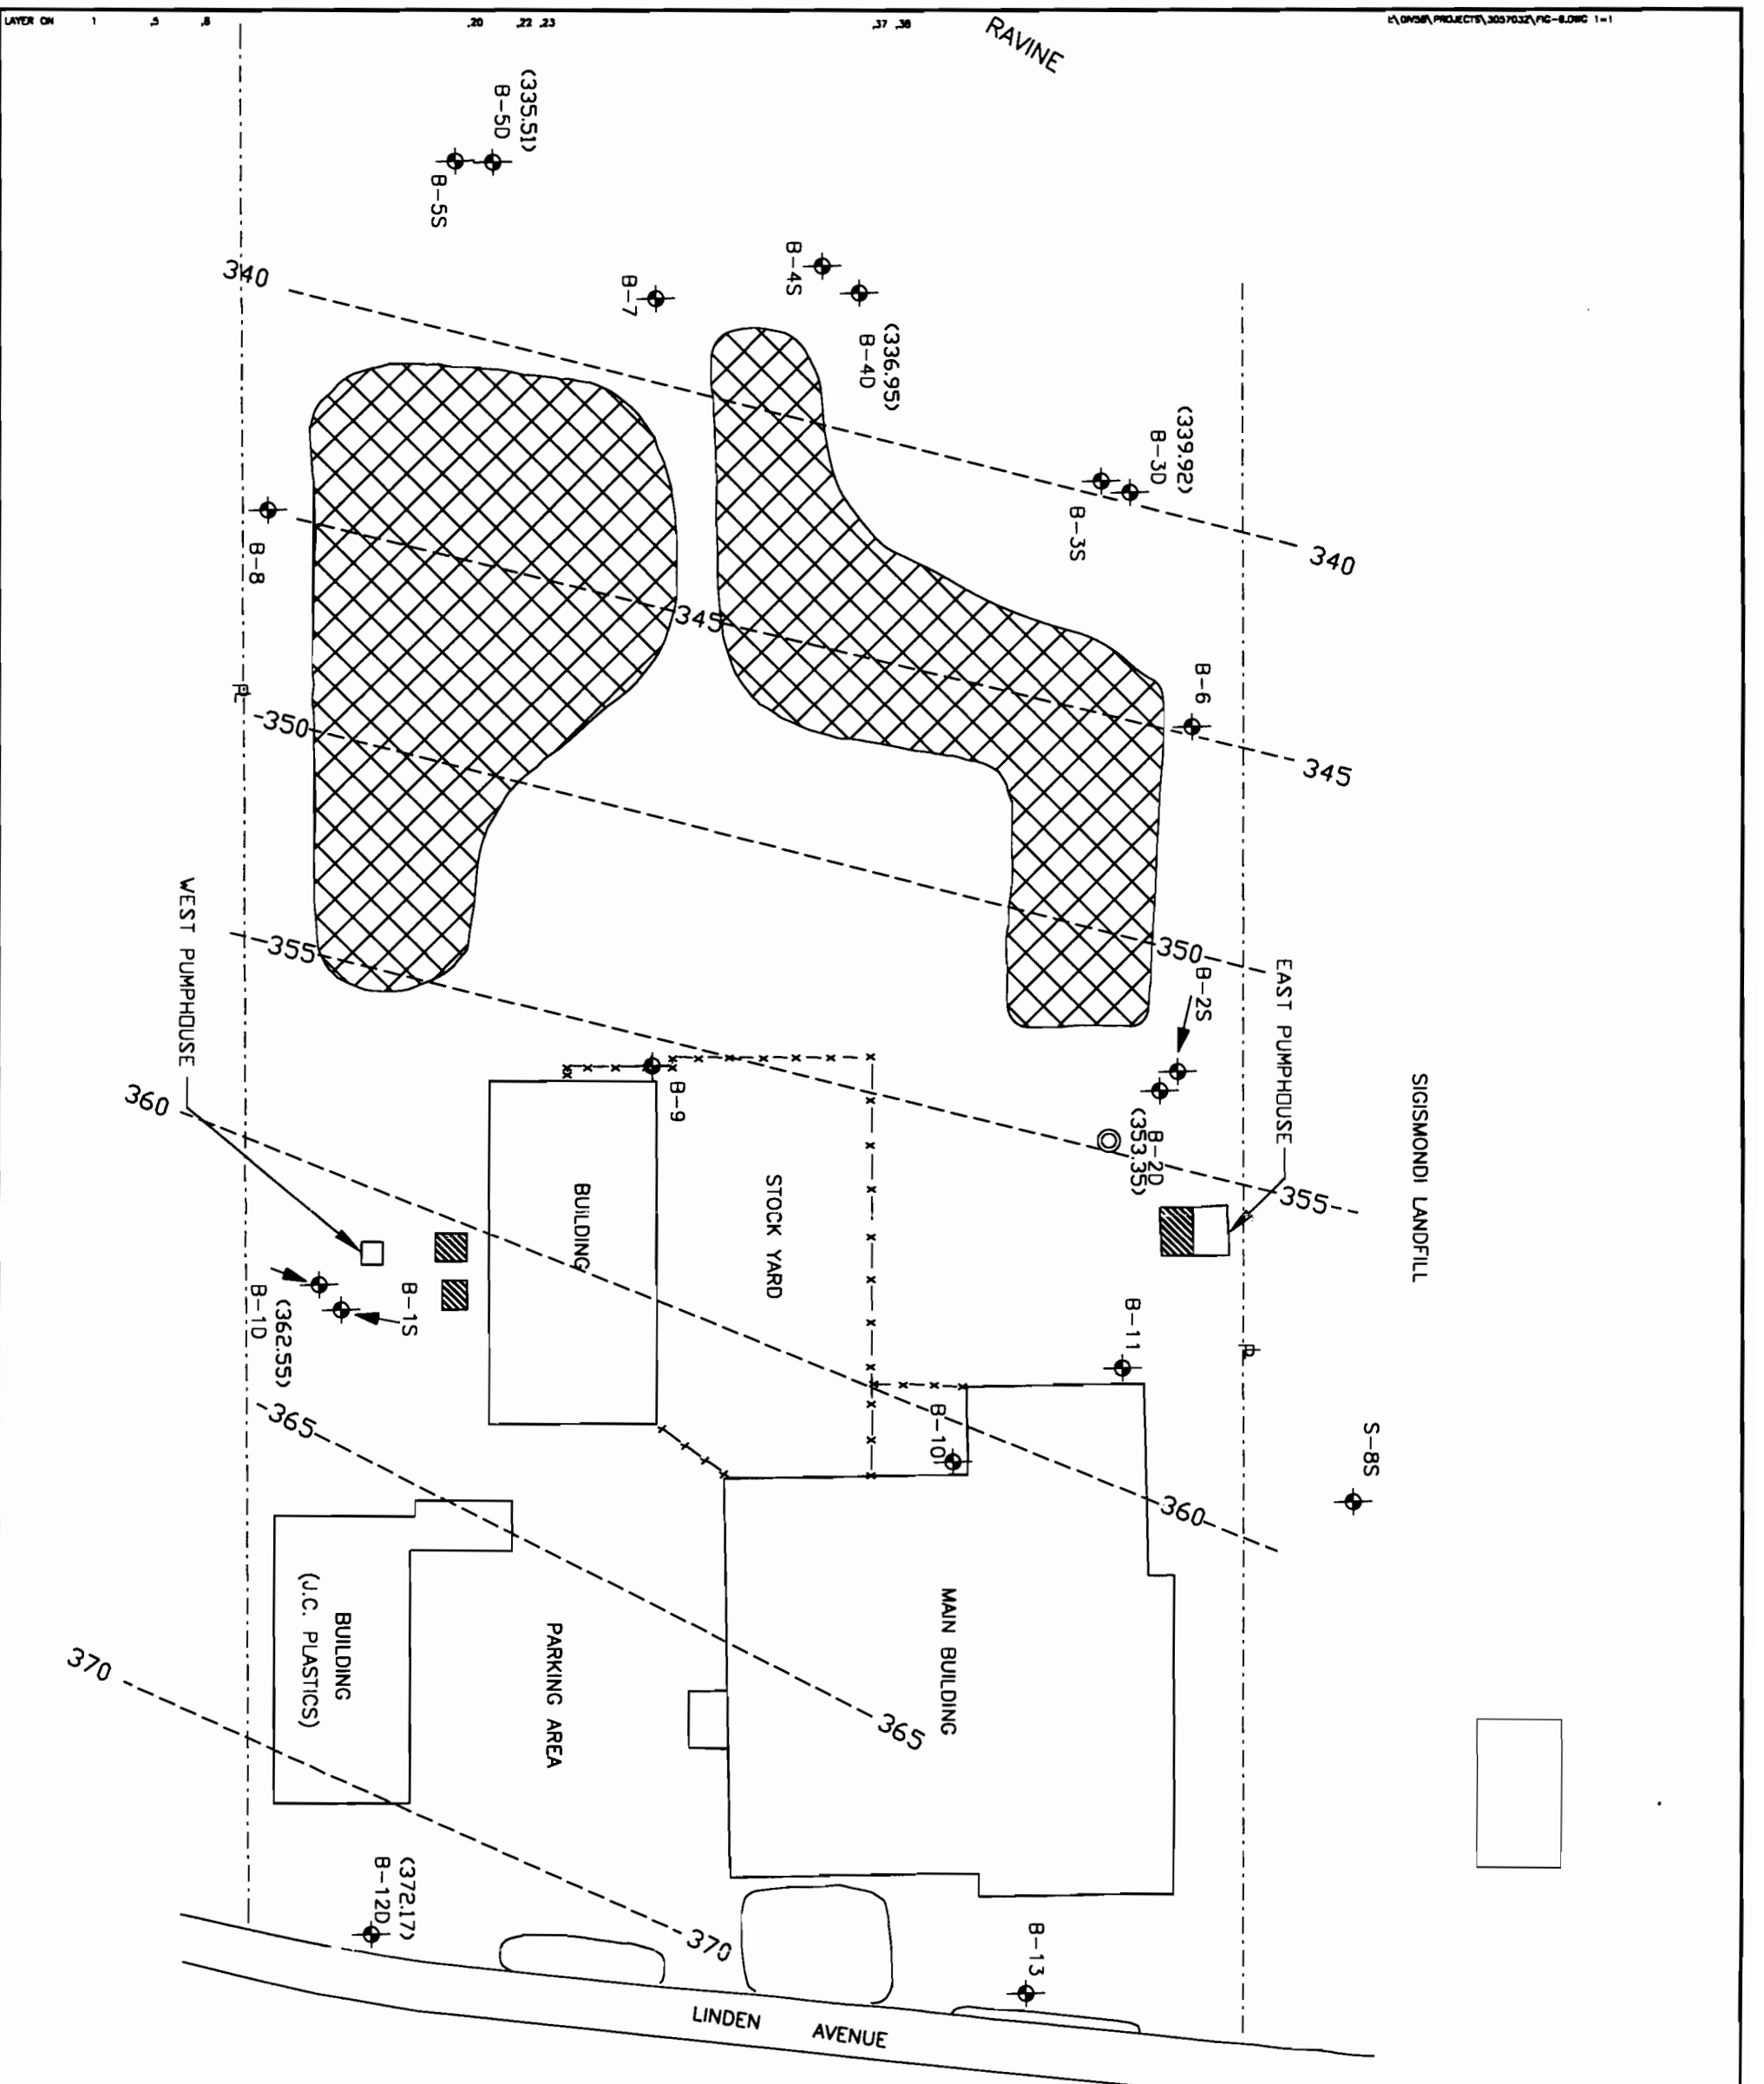 LAYER ON 1 ,5 ,8 ,20 ,22 ,23 ,37 ,38
RAVINE
(335.51)
B-5D
B-5S
340
B-7
B-4S
(336.95)
B-4D
(339.92)
B-3D
B-3S
340
B-8
345
B-6
345
PL
350
350
B-2S
355
WEST PUMPHOUSE
EAST PUMPHOUSE
SIGISMONDI LANDFILL
360
B-9
B-2D
(353.35)
355
STOCK YARD
BUILDING
B-1S
(362.55)
B-1D
B-11
365
B-10
S-8S
360
MAIN BUILDING
BUILDING
(J.C. PLASTICS)
PARKING AREA
370
365
(372.17)
B-12D
370
B-13
LINDEN AVENUE